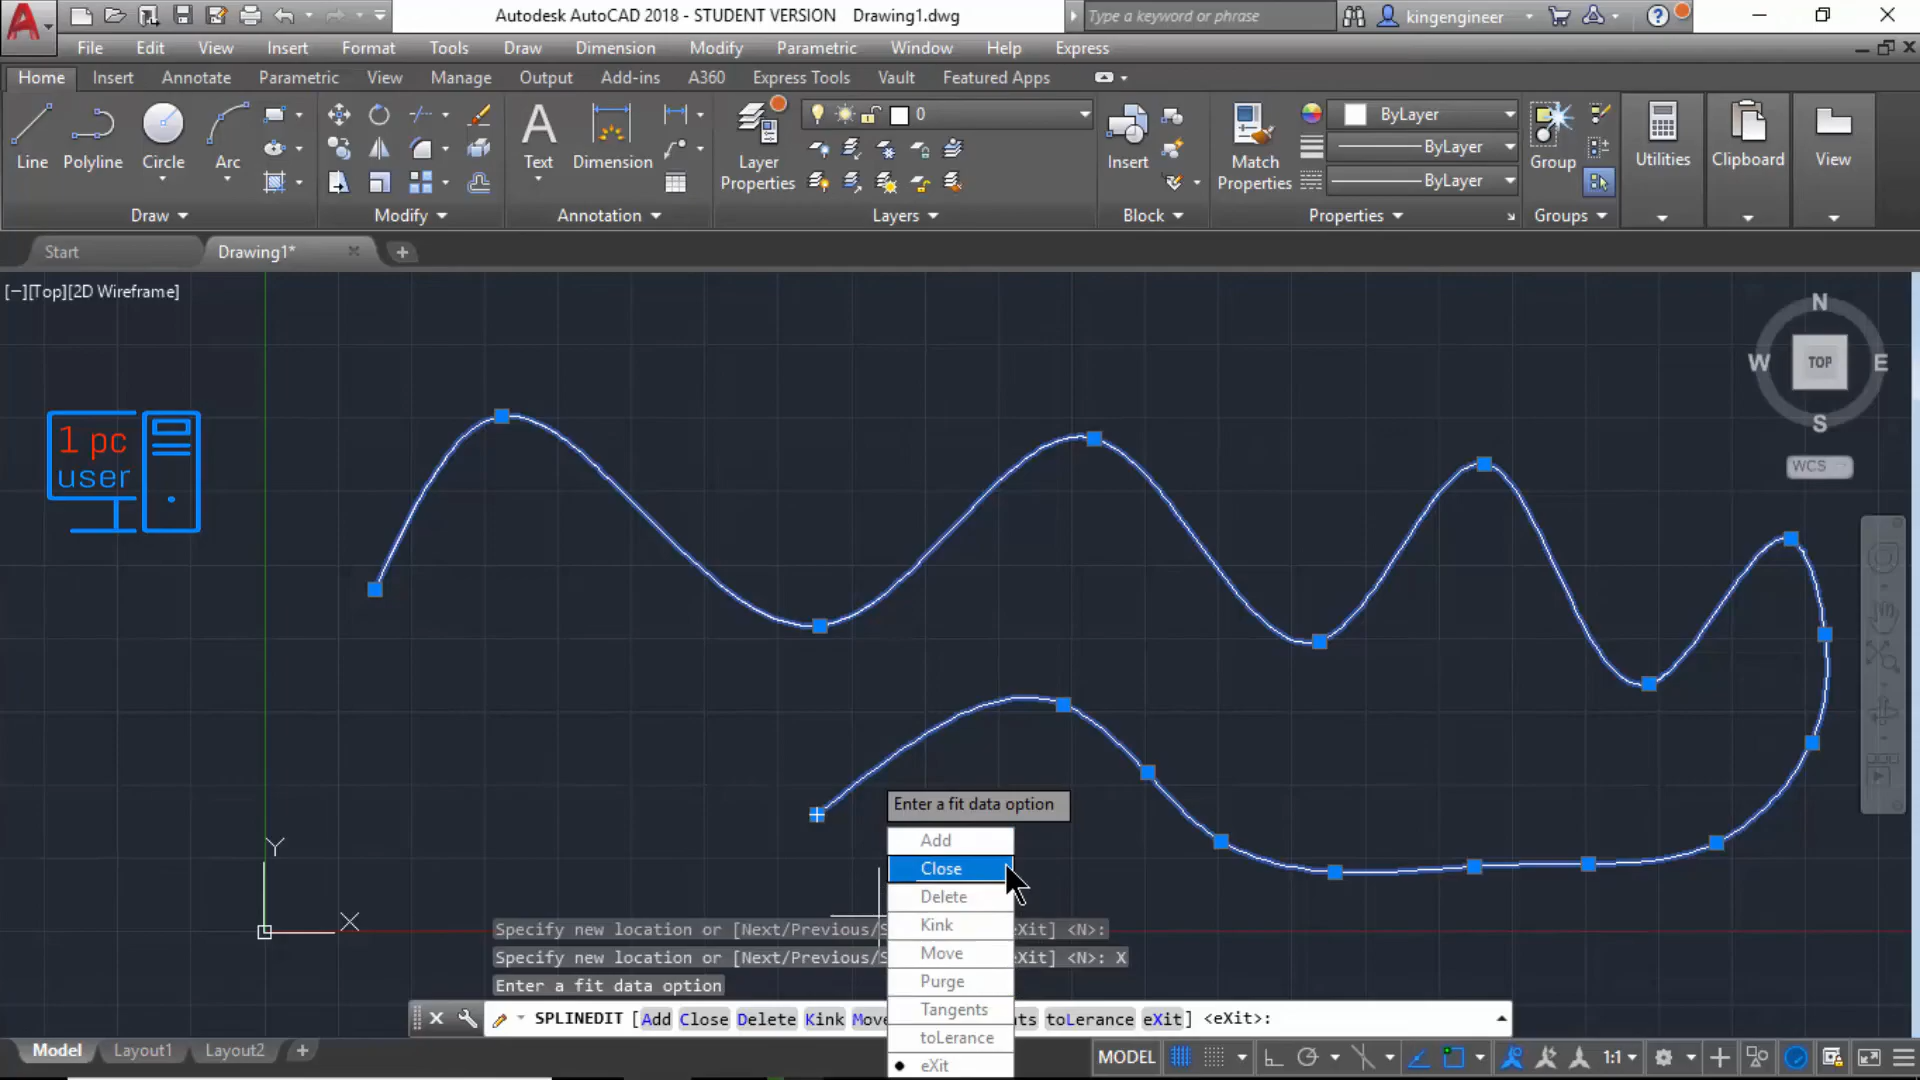 Autodesk AutoCAD 2018 - STUDENT VERSION Drawing1.dwg
Type a keyword or phrase
kingengineer
File Edit View Insert Format Tools Draw Dimension Modify Parametric Window Help Express
Home Insert Annotate Parametric View Manage Output Add-ins A360 Express Tools Vault Featured Apps
0
ByLayer
ByLayer
ByLayer
Line Polyline Circle Arc
Text Dimension
Layer
Properties
Insert
Match
Properties
Group
Utilities Clipboard View
Draw Modify Annotation Layers Block Properties Groups
Start Drawing1*
[−][Top][2D Wireframe]
N
W TOP E
S
WCS
1 pc
user
Y
X
Enter a fit data option
Add
Close
Delete
Kink
Move
Purge
Tangents
toLerance
eXit
Specify new location or [Next/Previous/S eXit] <N>:
Specify new location or [Next/Previous/S eXit] <N>: X
Enter a fit data option
SPLINEDIT [Add Close Delete Kink Move nts toLerance eXit] <eXit>:
Model Layout1 Layout2
MODEL 1:1